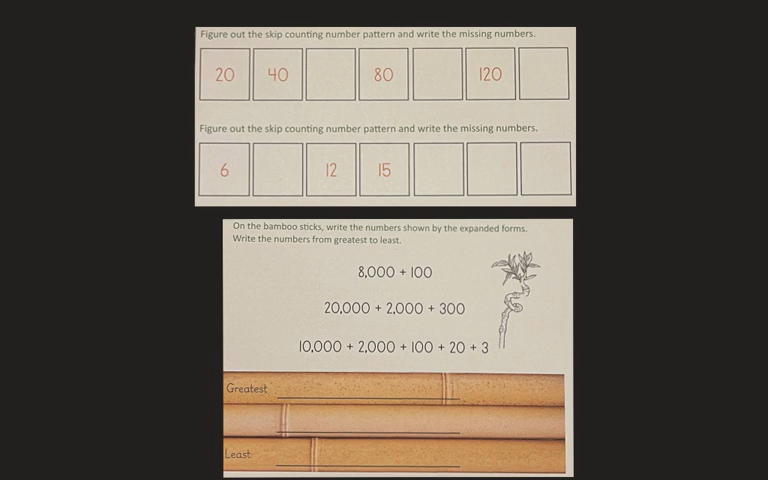 Figure out the skip counting number pattern and write the missing numbers.
20 40 80 120
Figure out the skip counting number pattern and write the missing numbers.
6 12 15
On the bamboo sticks, write the numbers shown by the expanded forms.
Write the numbers from greatest to least.
8,000 + 100
20,000 + 2,000 + 300
10,000 + 2,000 + 100 + 20 + 3
Greatest
Least